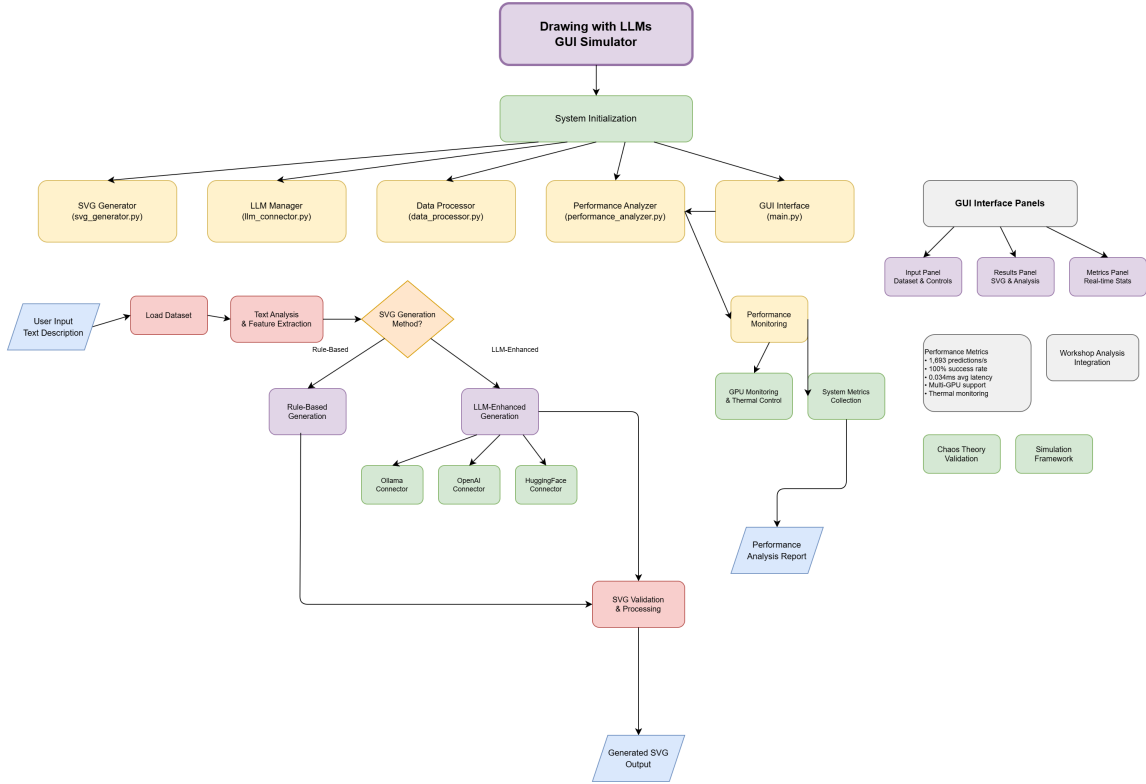 Drawing with LLMs
GUI Simulator
System Initialization
SVG Generator
(svg_generator.py)
LLM Manager
(llm_connector.py)
Data Processor
(data_processor.py)
Performance Analyzer
(performance_analyzer.py)
GUI Interface
(main.py)
GUI Interface Panels
Input Panel
Dataset & Controls
Results Panel
SVG & Analysis
Metrics Panel
Real-time Stats
User Input
Text Description
Load Dataset
Text Analysis
& Feature Extraction
SVG Generation
Method?
Rule-Based
LLM-Enhanced
Performance
Monitoring
Performance Metrics
• 1,693 predictions/s
• 100% success rate
• 0.034ms avg latency
• Multi-GPU support
• Thermal monitoring
Workshop Analysis
Integration
Rule-Based
Generation
LLM-Enhanced
Generation
GPU Monitoring
& Thermal Control
System Metrics
Collection
Chaos Theory
Validation
Simulation
Framework
Ollama
Connector
OpenAI
Connector
HuggingFace
Connector
Performance
Analysis Report
SVG Validation
& Processing
Generated SVG
Output